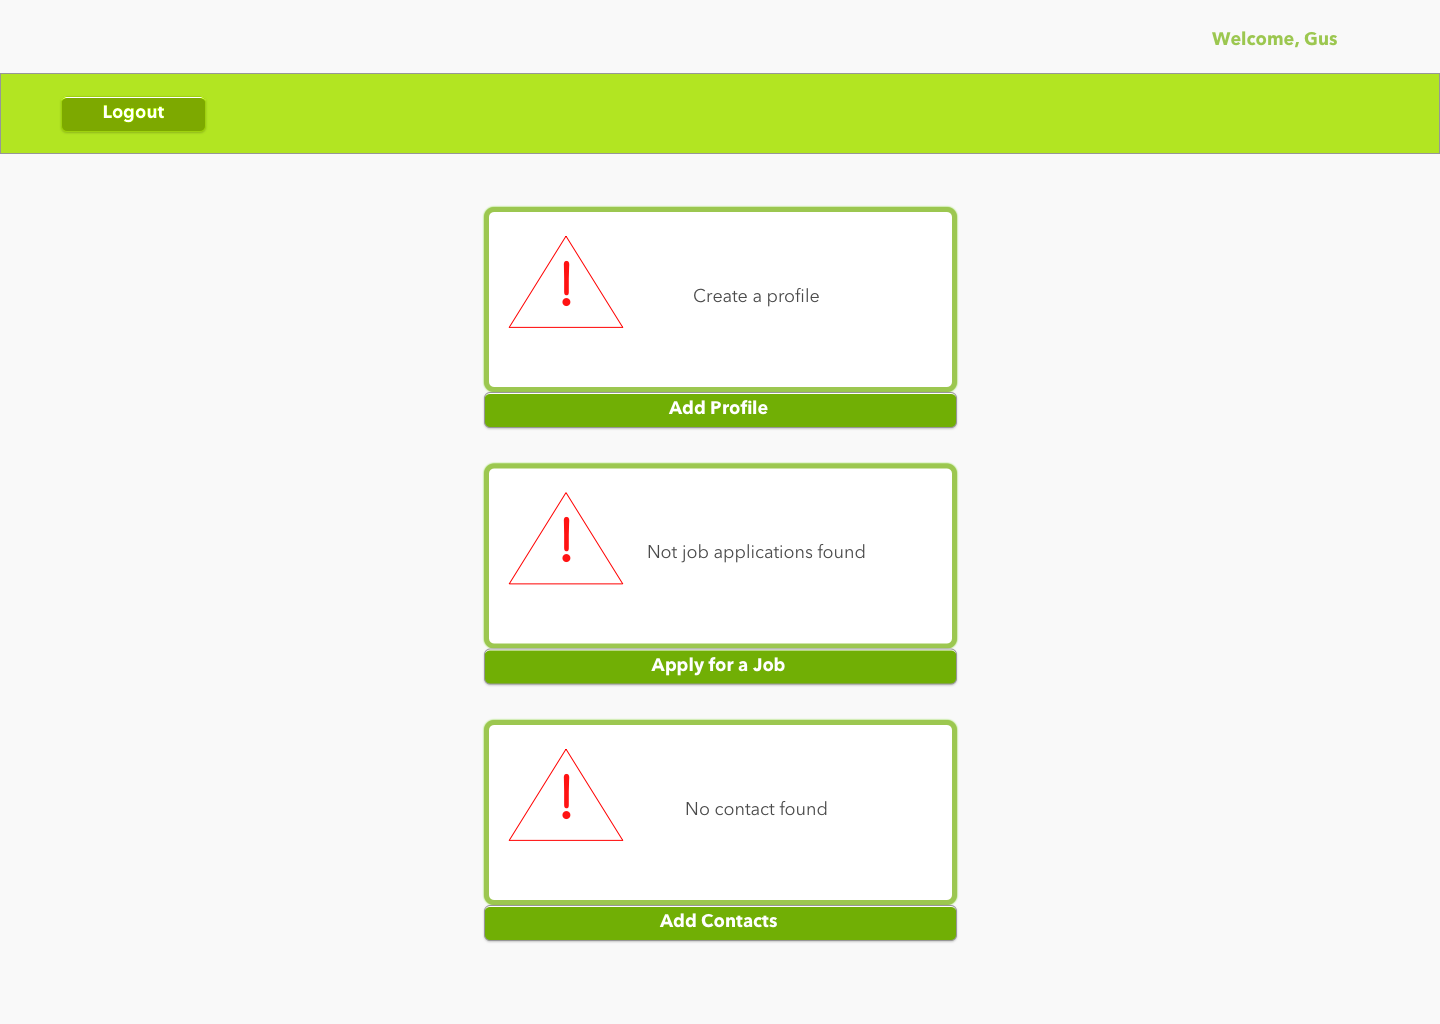 Welcome, Gus
Logout
!
Create a profile
Add Profile
!
Not job applications found
Apply for a Job
!
No contact found
Add Contacts